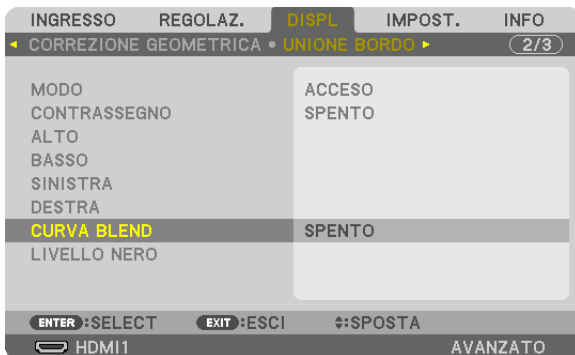 INGRESSO REGOLAZ. DISPL IMPOST. INFO
CORREZIONE GEOMETRICA • UNIONE BORDO 2/3
MODO ACCESO
CONTRASSEGNO SPENTO
ALTO
BASSO
SINISTRA
DESTRA
CURVA BLEND SPENTO
LIVELLO NERO
ENTER :SELECT EXIT :ESCI :SPOSTA
HDMI1 AVANZATO